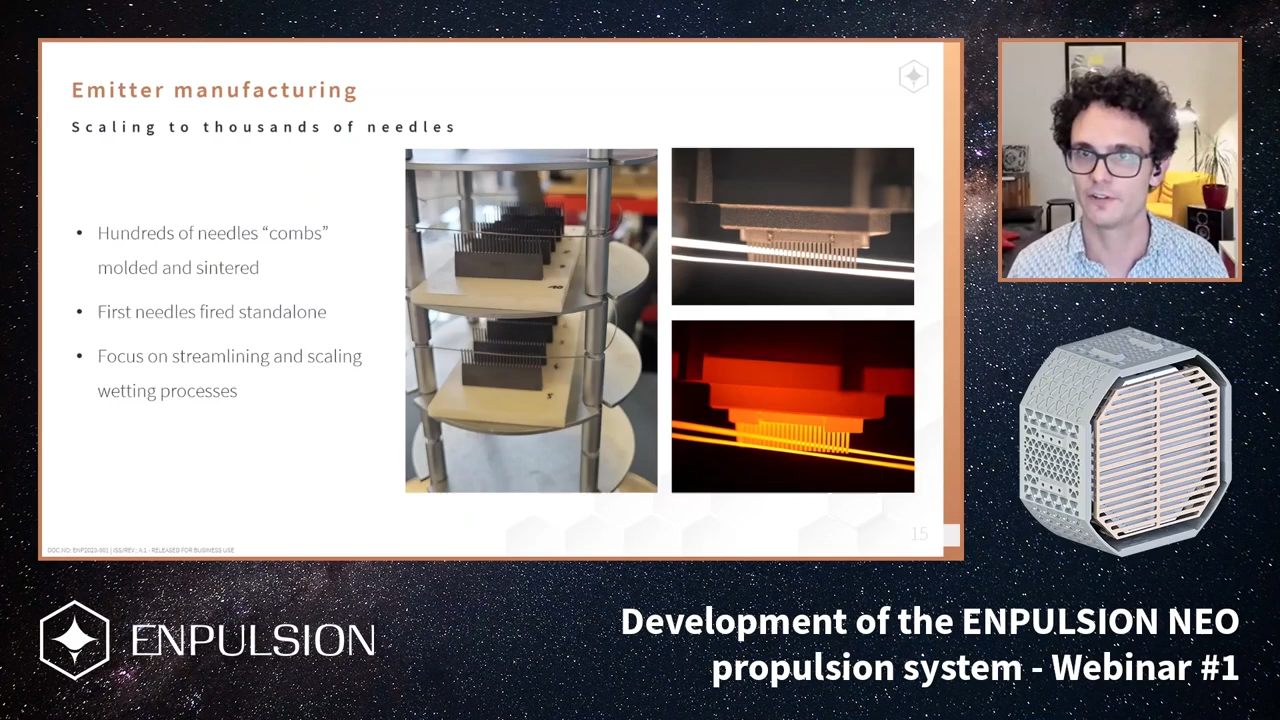 Emitter manufacturing
Scaling to thousands of needles
• Hundreds of needles “combs”
molded and sintered
• First needles fired standalone
• Focus on streamlining and scaling
wetting processes
15
DOC.NO: ENP2023-901 | ISS/REV.: A.1 - RELEASED FOR BUSINESS USE
ENPULSION
Development of the ENPULSION NEO
propulsion system - Webinar #1